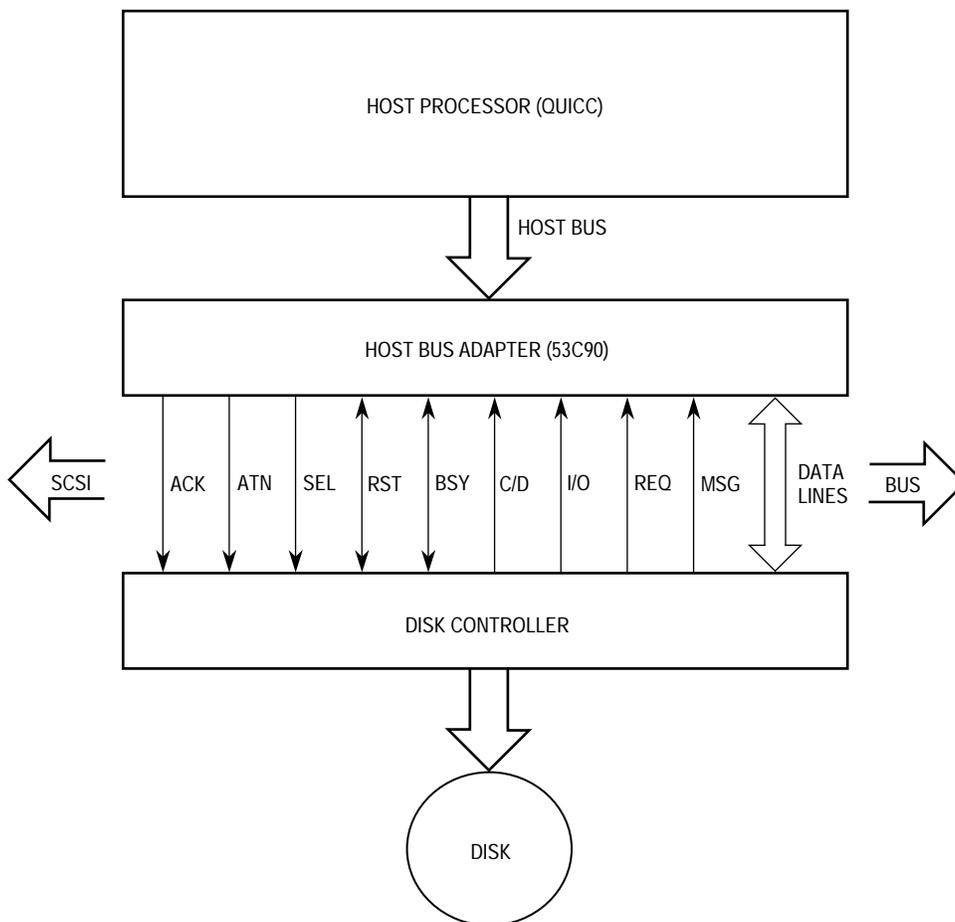 HOST PROCESSOR (QUICC)
HOST BUS
HOST BUS ADAPTER (53C90)
SCSI
ACK
ATN
SEL
RST
BSY
C/D
I/O
REQ
MSG
DATA
LINES
BUS
DISK CONTROLLER
DISK